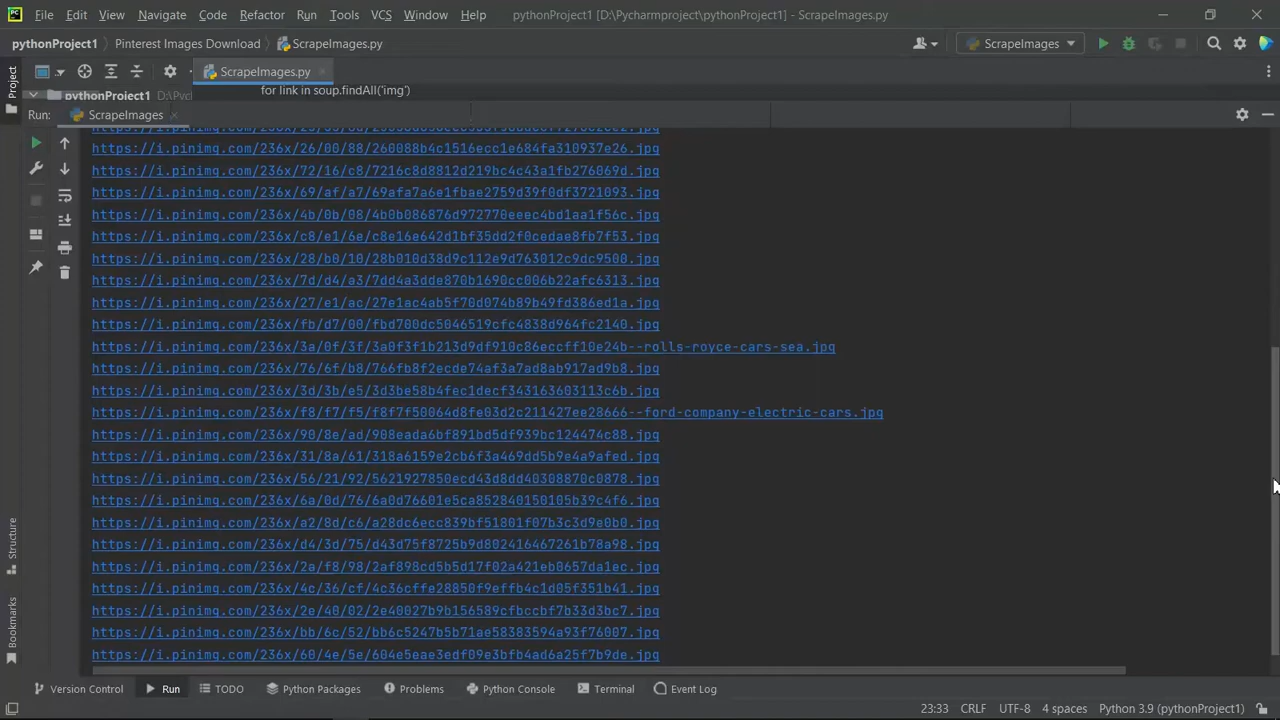 PC File Edit View Navigate Code Refactor Run Tools VCS Window Help pythonProject1 [D:\Pycharmproject\pythonProject1] - ScrapeImages.py
pythonProject1 Pinterest Images Download ScrapeImages.py ScrapeImages
Project
ScrapeImages.py
pythonProject1 D:\Pyc
for link in soup.findAll('img')
Run: ScrapeImages
https://i.pinimg.com/236x/26/00/88/260088b4c1516ecc1e684fa310937e26.jpg
https://i.pinimg.com/236x/72/16/c8/7216c8d8812d219bc4c43a1fb276069d.jpg
https://i.pinimg.com/236x/69/af/a7/69afa7a6e1fbae2759d39f0df3721093.jpg
https://i.pinimg.com/236x/4b/0b/08/4b0b086876d972770eeec4bd1aa1f56c.jpg
https://i.pinimg.com/236x/c8/e1/6e/c8e16e642d1bf35dd2f0cedae8fb7f53.jpg
https://i.pinimg.com/236x/28/b0/10/28b010d38d9c112e9d763012c9dc9500.jpg
https://i.pinimg.com/236x/7d/d4/a3/7dd4a3dde870b1690cc006b22afc6313.jpg
https://i.pinimg.com/236x/27/e1/ac/27e1ac4ab5f70d074b89b49fd386ed1a.jpg
https://i.pinimg.com/236x/fb/d7/00/fbd700dc5046519cfc4838d964fc2140.jpg
https://i.pinimg.com/236x/3a/0f/3f/3a0f3f1b213d9df910c86eccff10e24b--rolls-royce-cars-sea.jpg
https://i.pinimg.com/236x/76/6f/b8/766fb8f2ecde74af3a7ad8ab917ad9b8.jpg
https://i.pinimg.com/236x/3d/3b/e5/3d3be58b4fec1decf343163603113c6b.jpg
https://i.pinimg.com/236x/f8/f7/f5/f8f7f50064d8fe03d2c211427ee28666--ford-company-electric-cars.jpg
https://i.pinimg.com/236x/90/8e/ad/908eada6bf891bd5df939bc124474c88.jpg
https://i.pinimg.com/236x/31/8a/61/318a6159e2cb6f3a469dd5b9e4a9afed.jpg
https://i.pinimg.com/236x/56/21/92/5621927850ecd43d8dd40308870c0878.jpg
https://i.pinimg.com/236x/6a/0d/76/6a0d76601e5ca852840150105b39c4f6.jpg
https://i.pinimg.com/236x/a2/8d/c6/a28dc6ecc839bf51801f07b3c3d9e0b0.jpg
https://i.pinimg.com/236x/d4/3d/75/d43d75f8725b9d802416467261b78a98.jpg
https://i.pinimg.com/236x/2a/f8/98/2af898cd5b5d17f02a421eb0657da1ec.jpg
https://i.pinimg.com/236x/4c/36/cf/4c36cffe28850f9effb4c1d05f351b41.jpg
https://i.pinimg.com/236x/2e/40/02/2e40027b9b156589cfbccbf7b33d3bc7.jpg
https://i.pinimg.com/236x/bb/6c/52/bb6c5247b5b71ae58383594a93f76007.jpg
https://i.pinimg.com/236x/60/4e/5e/604e5eae3edf09e3bfb4ad6a25f7b9de.jpg
Structure
Bookmarks
Version Control Run TODO Python Packages Problems Python Console Terminal Event Log
23:33 CRLF UTF-8 4 spaces Python 3.9 (pythonProject1)